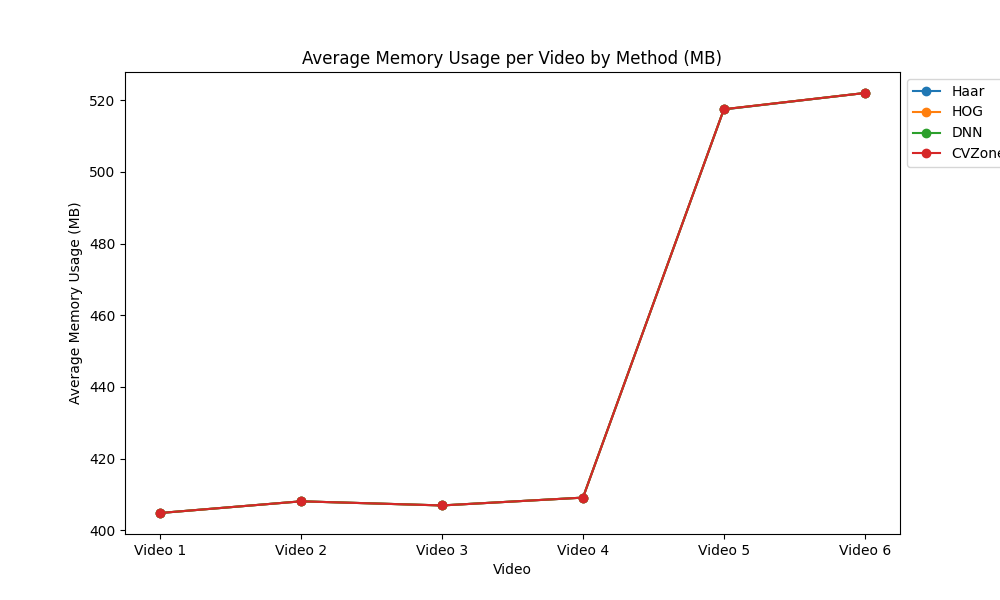 Average Memory Usage per Video by Method (MB)
Average Memory Usage (MB)
520
500
480
460
440
420
400
Video 1 Video 2 Video 3 Video 4 Video 5 Video 6
Video
Haar
HOG
DNN
CVZone